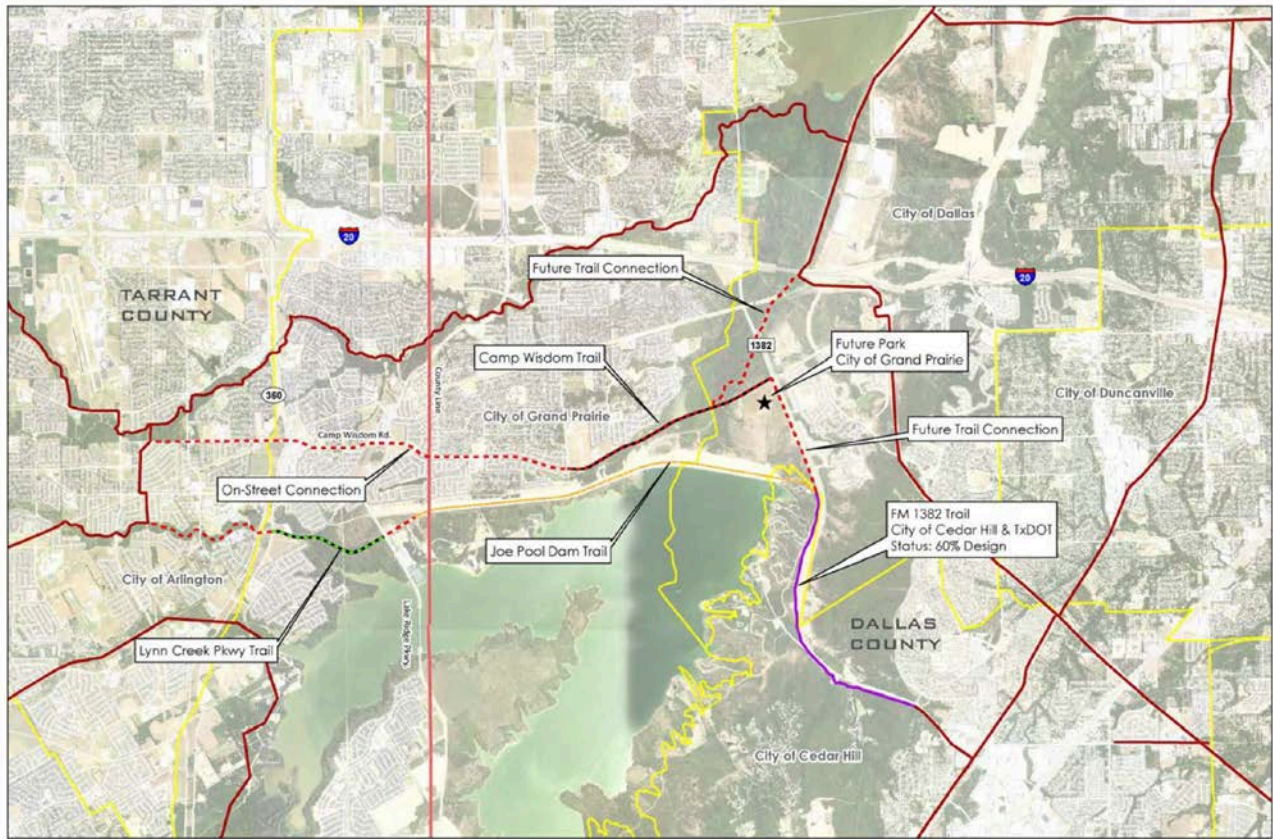 City of Dallas
20
Future Trail Connection
20
TARRANT
COUNTY
1382
Future Park
City of Grand Prairie
Camp Wisdom Trail
County Line
360
City of Grand Prairie
City of Duncanville
Camp Wisdom Rd.
Future Trail Connection
On-Street Connection
FM 1382 Trail
City of Cedar Hill & TxDOT
Status: 60% Design
Joe Pool Dam Trail
City of Arlington
Lake Ridge Pkwy.
DALLAS
COUNTY
Lynn Creek Pkwy Trail
City of Cedar Hill